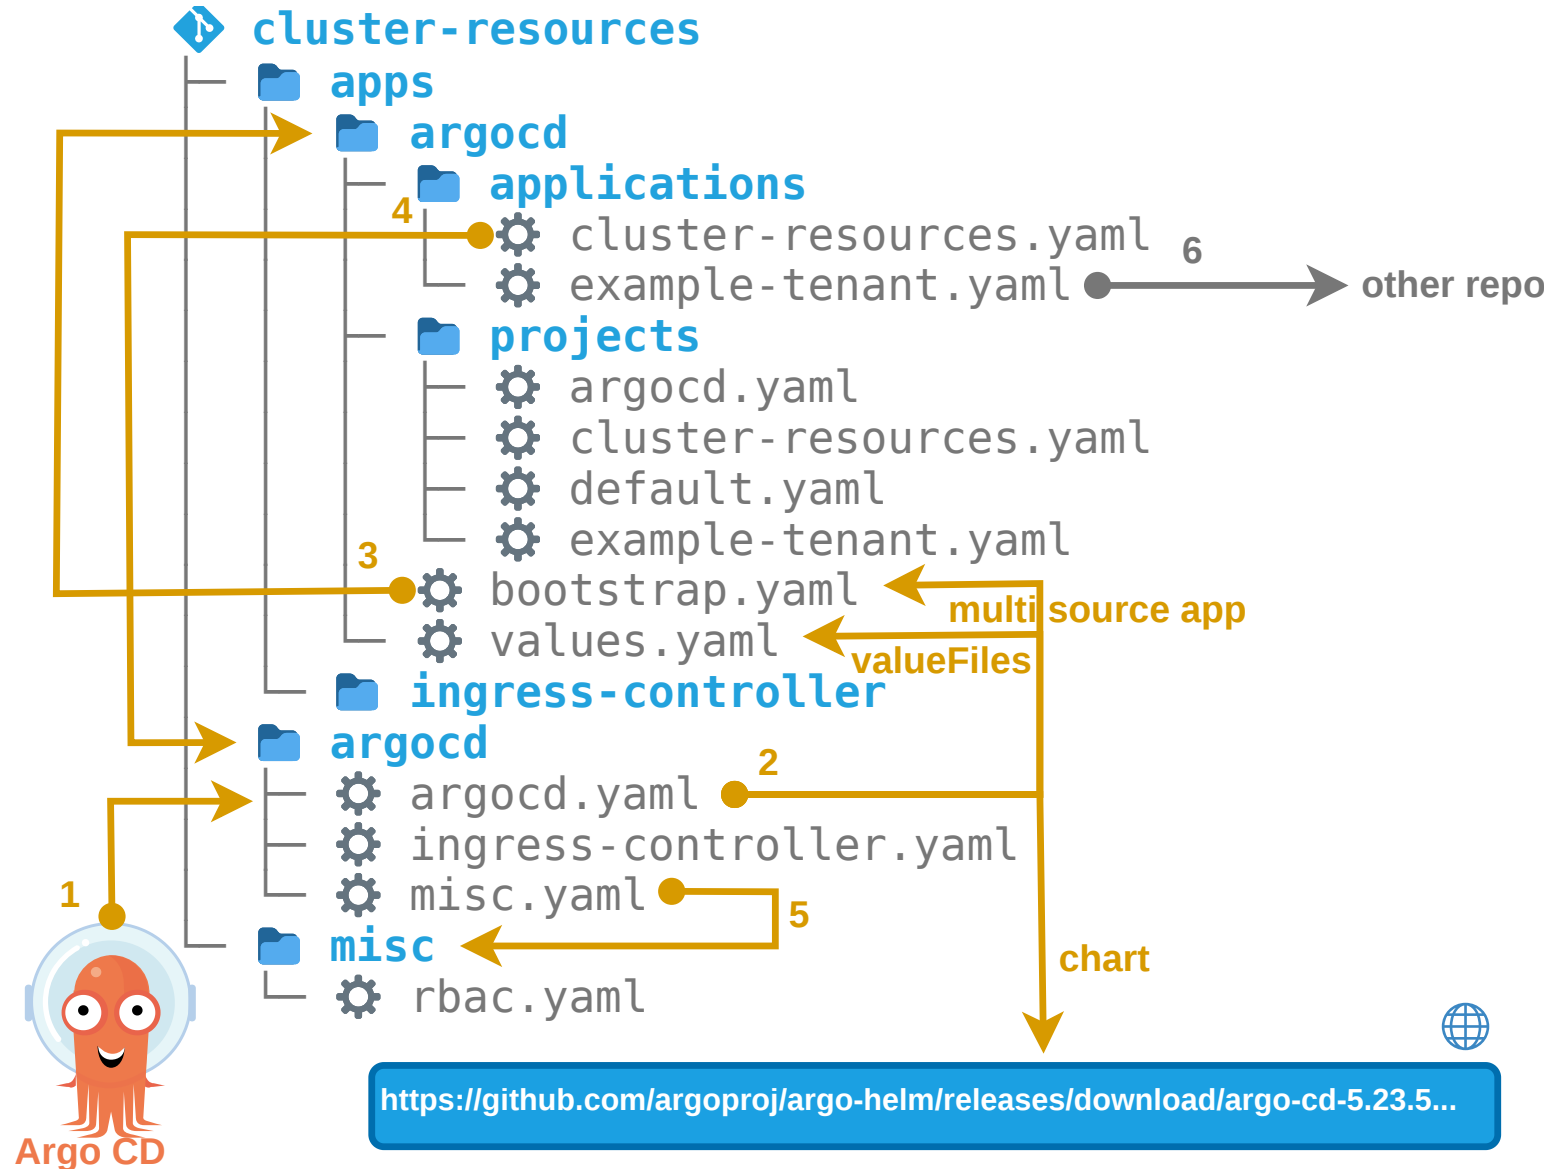 cluster-resources
apps
argocd
applications
4
cluster-resources.yaml
6
example-tenant.yaml
other repo
projects
argocd.yaml
cluster-resources.yaml
default.yaml
example-tenant.yaml
3
bootstrap.yaml
multi source app
values.yaml
valueFiles
ingress-controller
argocd
2
argocd.yaml
ingress-controller.yaml
1
misc.yaml
5
misc
chart
rbac.yaml
https://github.com/argoproj/argo-helm/releases/download/argo-cd-5.23.5...
Argo CD